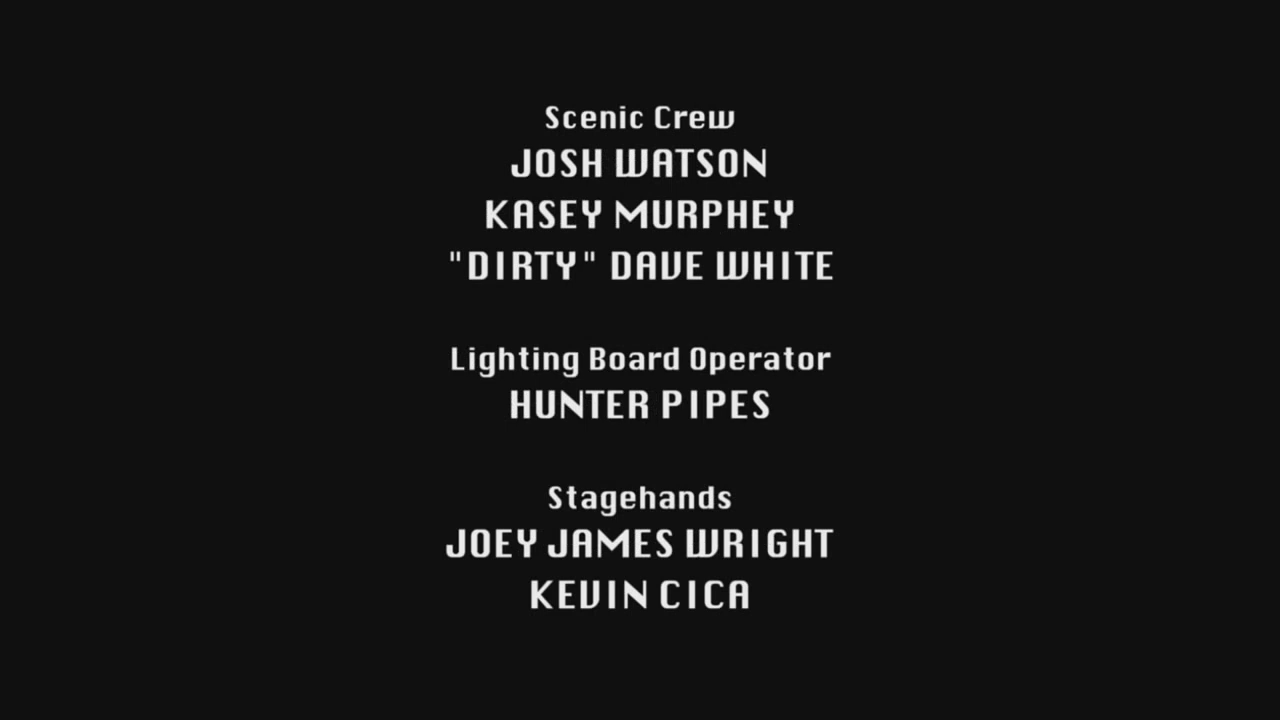 Scenic Crew
JOSH WATSON
KASEY MURPHEY
"DIRTY" DAVE WHITE
Lighting Board Operator
HUNTER PIPES
Stagehands
JOEY JAMES WRIGHT
KEVIN CICA